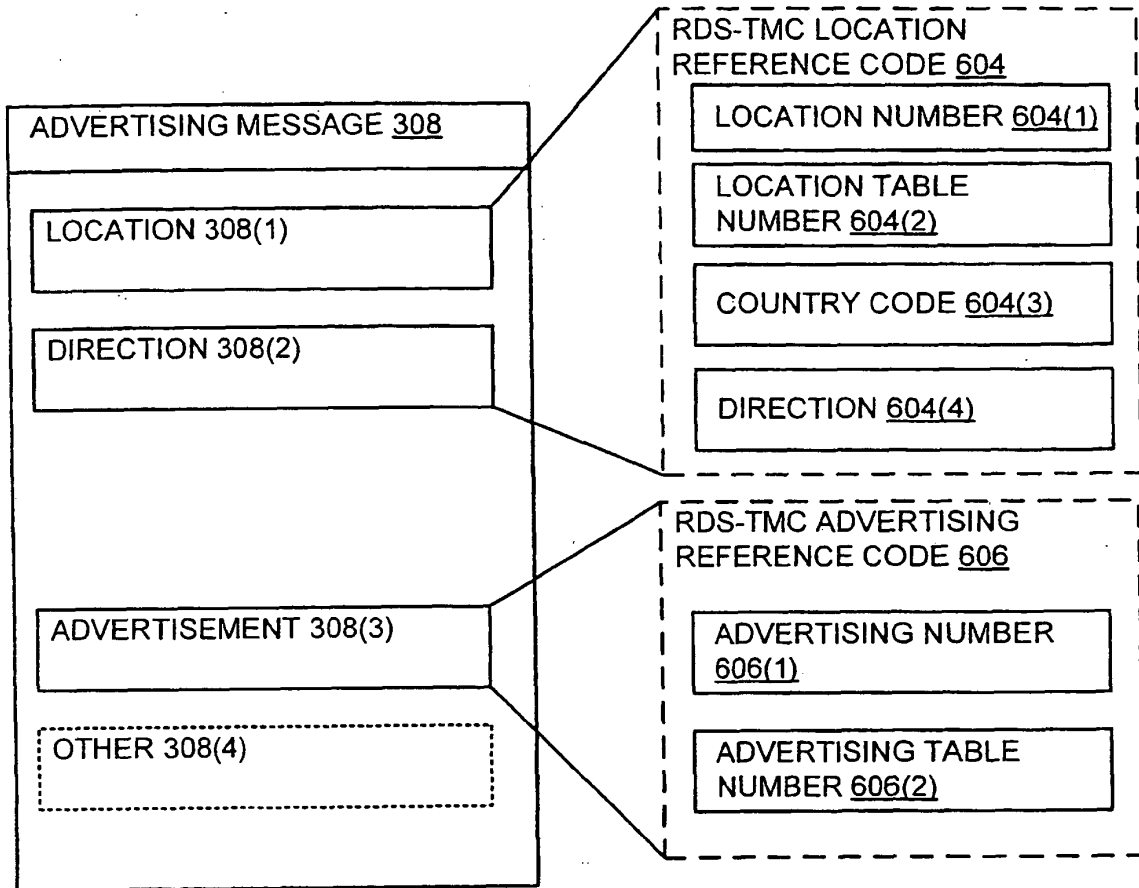 ADVERTISING MESSAGE 308
LOCATION 308(1)
DIRECTION 308(2)
ADVERTISEMENT 308(3)
OTHER 308(4)
RDS-TMC LOCATION
REFERENCE CODE 604
LOCATION NUMBER 604(1)
LOCATION TABLE
NUMBER 604(2)
COUNTRY CODE 604(3)
DIRECTION 604(4)
RDS-TMC ADVERTISING
REFERENCE CODE 606
ADVERTISING NUMBER
606(1)
ADVERTISING TABLE
NUMBER 606(2)